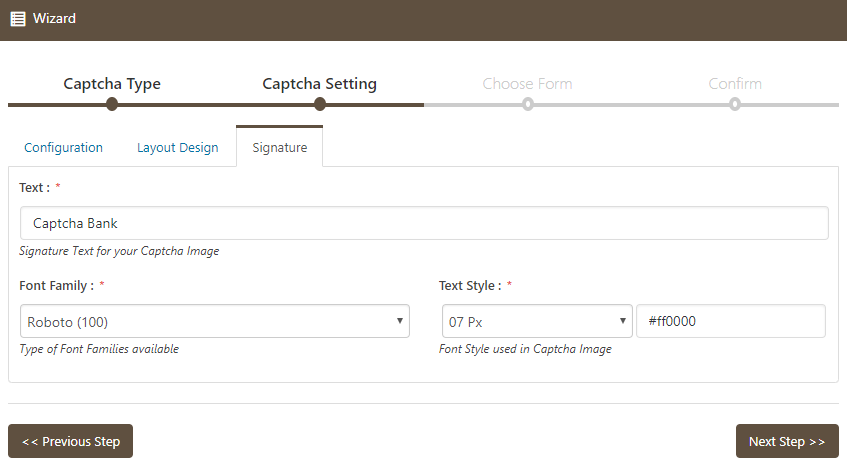 Wizard
Captcha Type Captcha Setting Choose Form Confirm
Configuration Layout Design Signature
Text : *
Captcha Bank
Signature Text for your Captcha Image
Font Family : * Text Style : *
Roboto (100) 07 Px #ff0000
Type of Font Families available Font Style used in Captcha Image
<< Previous Step Next Step >>